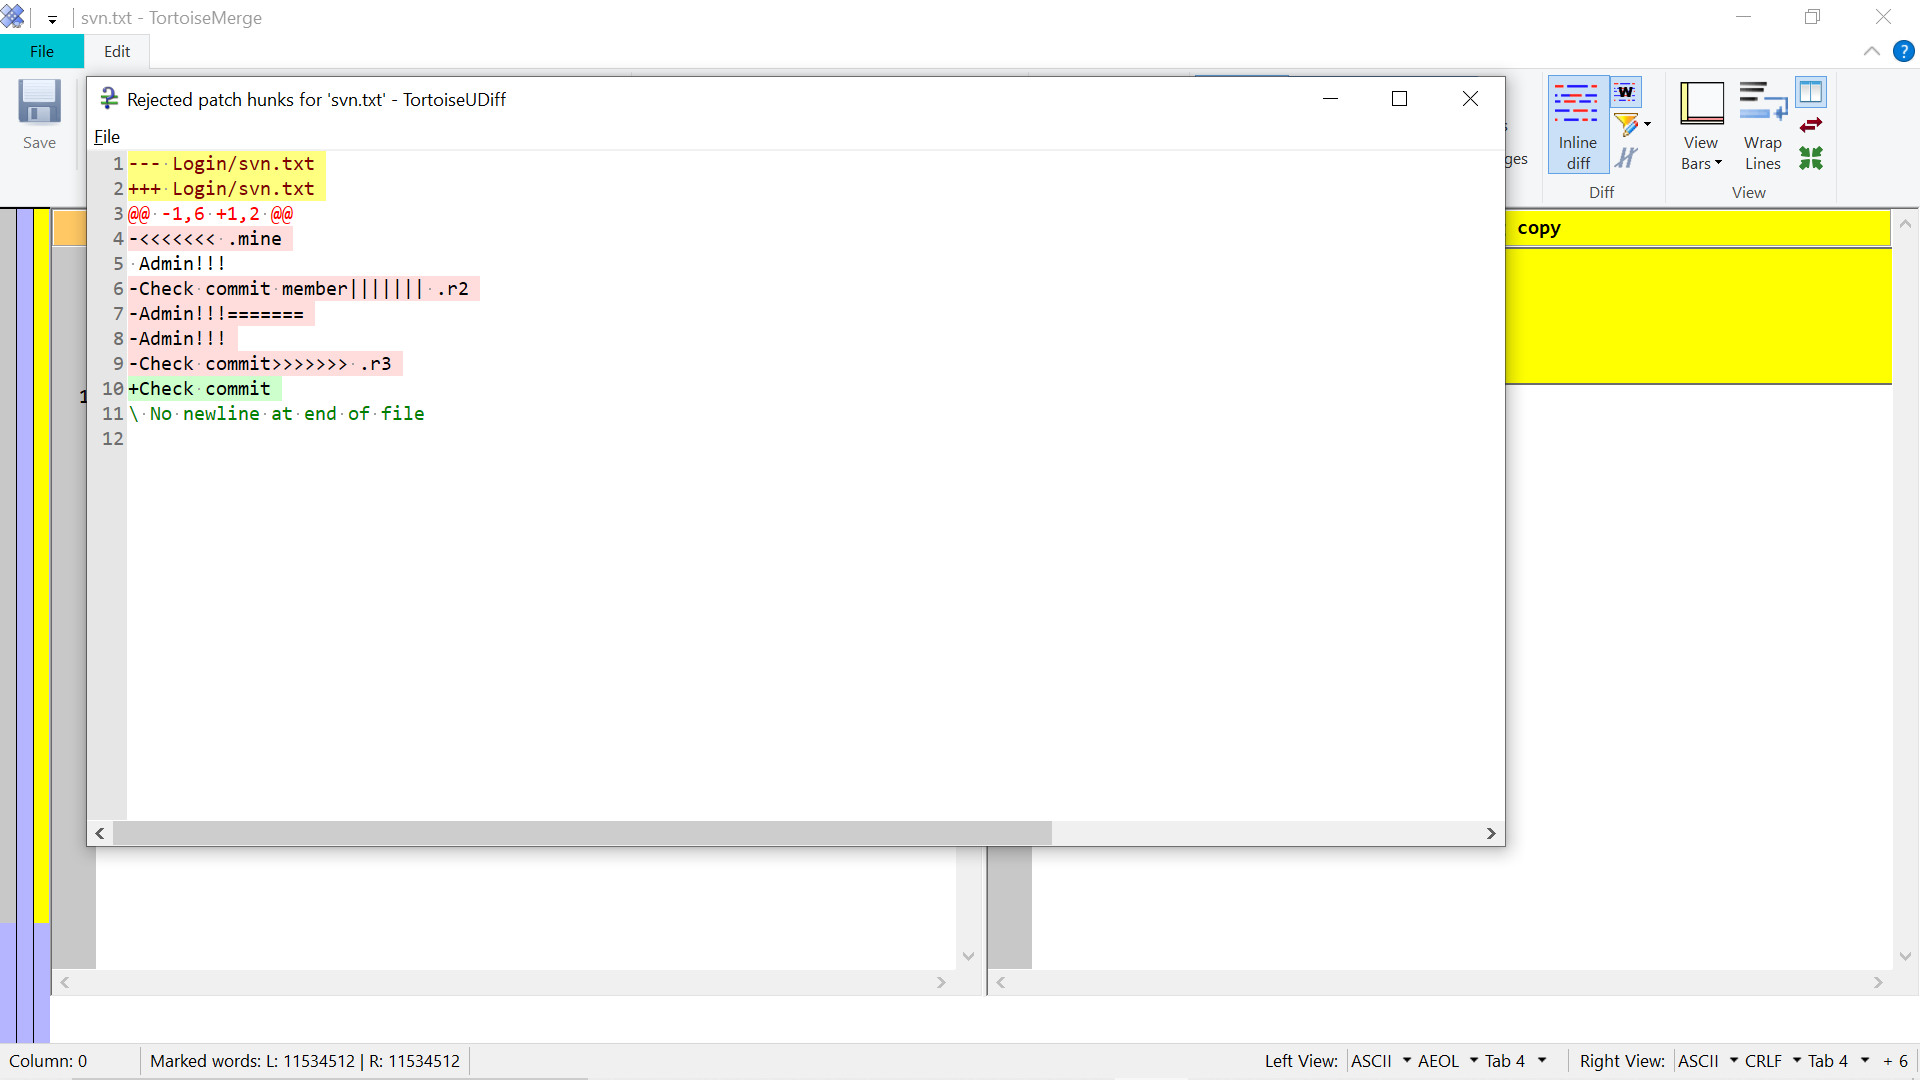 svn.txt - TortoiseMerge
File
Edit
Save
Inline diff
W
View Bars
Wrap Lines
ges
Diff
View
Rejected patch hunks for 'svn.txt' - TortoiseUDiff
File
1 --- Login/svn.txt
2 +++ Login/svn.txt
3 @@ -1,6 +1,2 @@
4 -<<<<<<< .mine
5  Admin!!!
6 -Check commit member||||||| .r2
7 -Admin!!!=======
8 -Admin!!!
9 -Check commit>>>>>>> .r3
10 +Check commit
11 \ No newline at end of file
12
copy
1
Column: 0
Marked words: L: 11534512 | R: 11534512
Left View: ASCII AEOL Tab 4
Right View: ASCII CRLF Tab 4 + 6